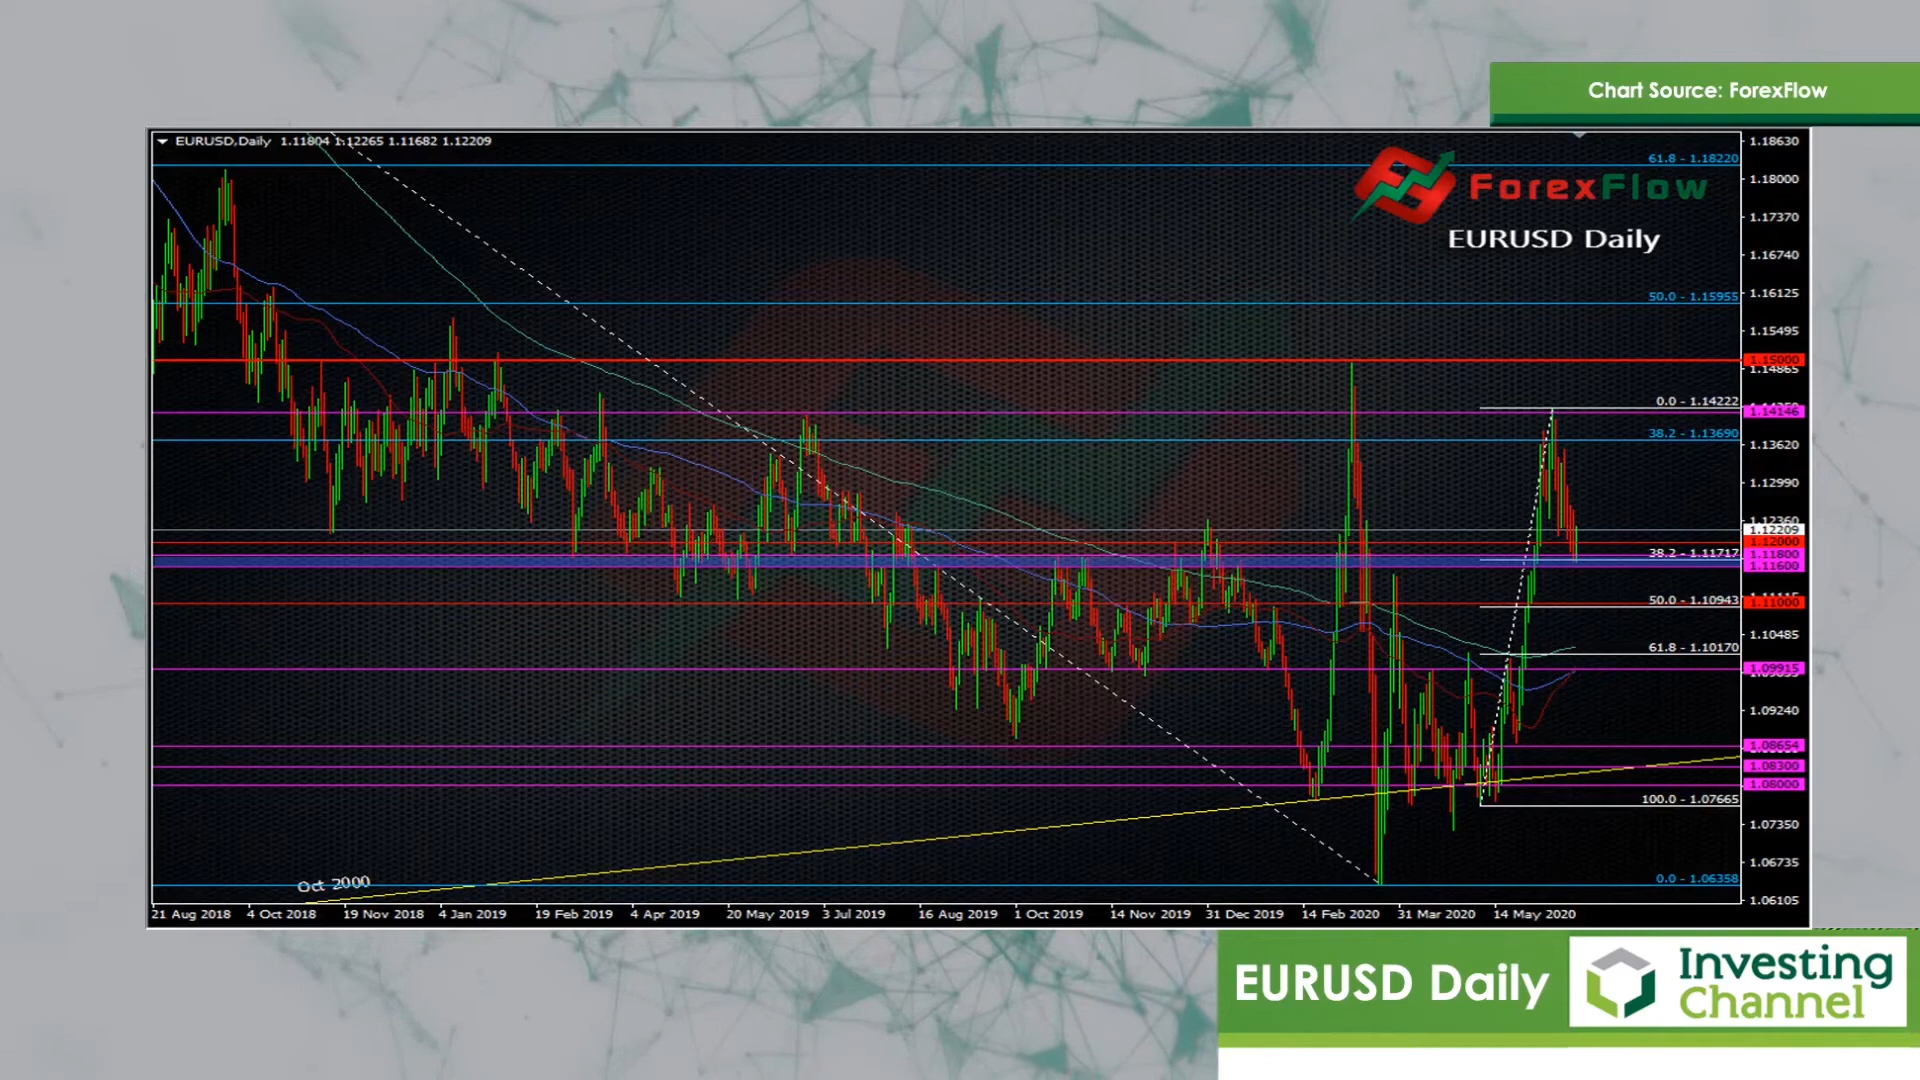 Chart Source: ForexFlow
EURUSD,Daily 1.11804 1.12265 1.11682 1.12209
ForexFlow
EURUSD Daily
61.8 - 1.18220
50.0 - 1.15955
0.0 - 1.14222
38.2 - 1.13690
38.2 - 1.11717
50.0 - 1.10943
61.8 - 1.10170
100.0 - 1.07665
0.0 - 1.06358
1.18630
1.18000
1.17370
1.16740
1.16125
1.15495
1.15000
1.14865
1.14146
1.13620
1.12990
1.12360
1.12209
1.12000
1.11800
1.11600
1.11115
1.11000
1.10485
1.09915
1.09240
1.08654
1.08300
1.08000
1.07350
1.06735
1.06105
Oct 2000
21 Aug 2018 4 Oct 2018 19 Nov 2018 4 Jan 2019 19 Feb 2019 4 Apr 2019 20 May 2019 3 Jul 2019 16 Aug 2019 1 Oct 2019 14 Nov 2019 31 Dec 2019 14 Feb 2020 31 Mar 2020 14 May 2020
EURUSD Daily
Investing
Channel